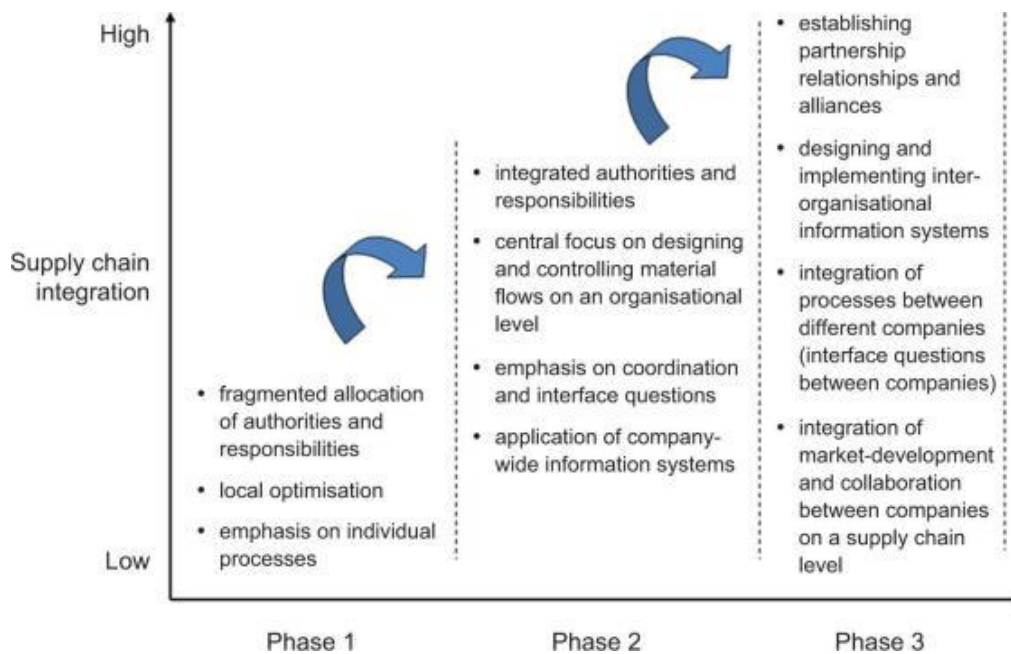 High
Supply chain
integration
Low
• fragmented allocation
of authorities and
responsibilities
• local optimisation
• emphasis on individual
processes
• integrated authorities and
responsibilities
• central focus on designing
and controlling material
flows on an organisational
level
• emphasis on coordination
and interface questions
• application of company-
wide information systems
• establishing
partnership
relationships and
alliances
• designing and
implementing inter-
organisational
information systems
• integration of
processes between
different companies
(interface questions
between companies)
• integration of
market-development
and collaboration
between companies
on a supply chain
level
Phase 1
Phase 2
Phase 3